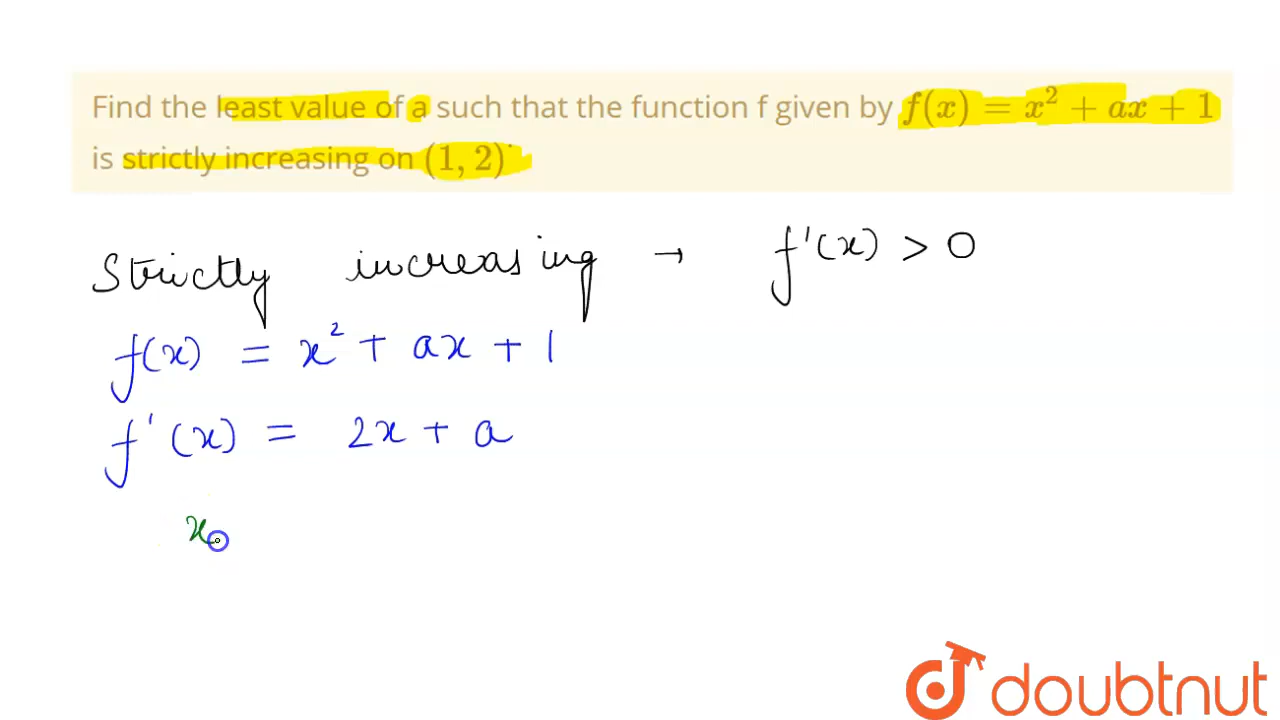 Find the least value of a such that the function f given by f(x) = x² + ax + 1
is strictly increasing on (1, 2)˙
Strictly increasing → f'(x) > 0
f(x) = x² + ax + 1
f'(x) = 2x + a
x
doubtnut